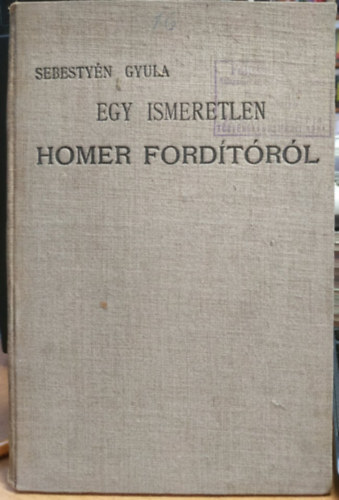 SEBESTYÉN GYULA
EGY ISMERETLEN
HOMER FORDÍTÓRÓL